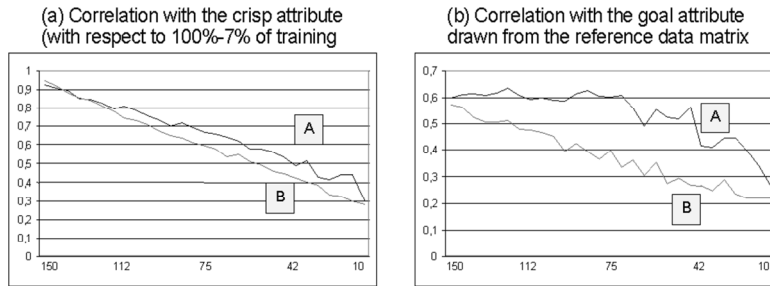 (a) Correlation with the crisp attribute
(with respect to 100%-7% of training
1
0,9
0,8
0,7
0,6
0,5
0,4
0,3
0,2
0,1
0
A
B
150 112 75 42 10
(b) Correlation with the goal attribute
drawn from the reference data matrix
0,7
0,6
0,5
0,4
0,3
0,2
0,1
0
A
B
150 112 75 42 10